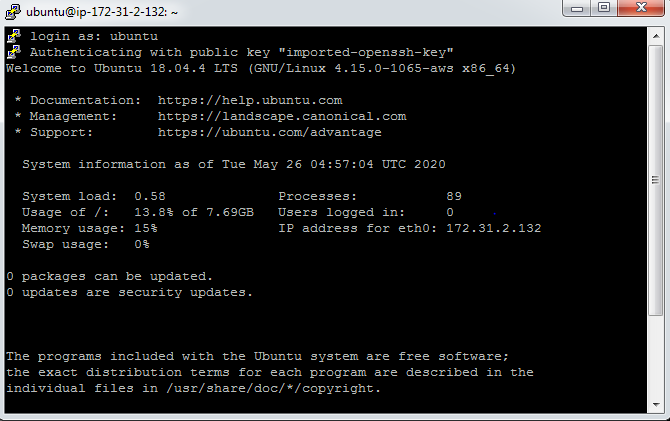 ubuntu@ip-172-31-2-132: ~
login as: ubuntu
Authenticating with public key "imported-openssh-key"
Welcome to Ubuntu 18.04.4 LTS (GNU/Linux 4.15.0-1065-aws x86_64)
* Documentation:  https://help.ubuntu.com
* Management:     https://landscape.canonical.com
* Support:        https://ubuntu.com/advantage
System information as of Tue May 26 04:57:04 UTC 2020
System load:  0.58              Processes:           89
Usage of /:   13.8% of 7.69GB   Users logged in:     0
Memory usage: 15%               IP address for eth0: 172.31.2.132
Swap usage:   0%
0 packages can be updated.
0 updates are security updates.
The programs included with the Ubuntu system are free software;
the exact distribution terms for each program are described in the
individual files in /usr/share/doc/*/copyright.